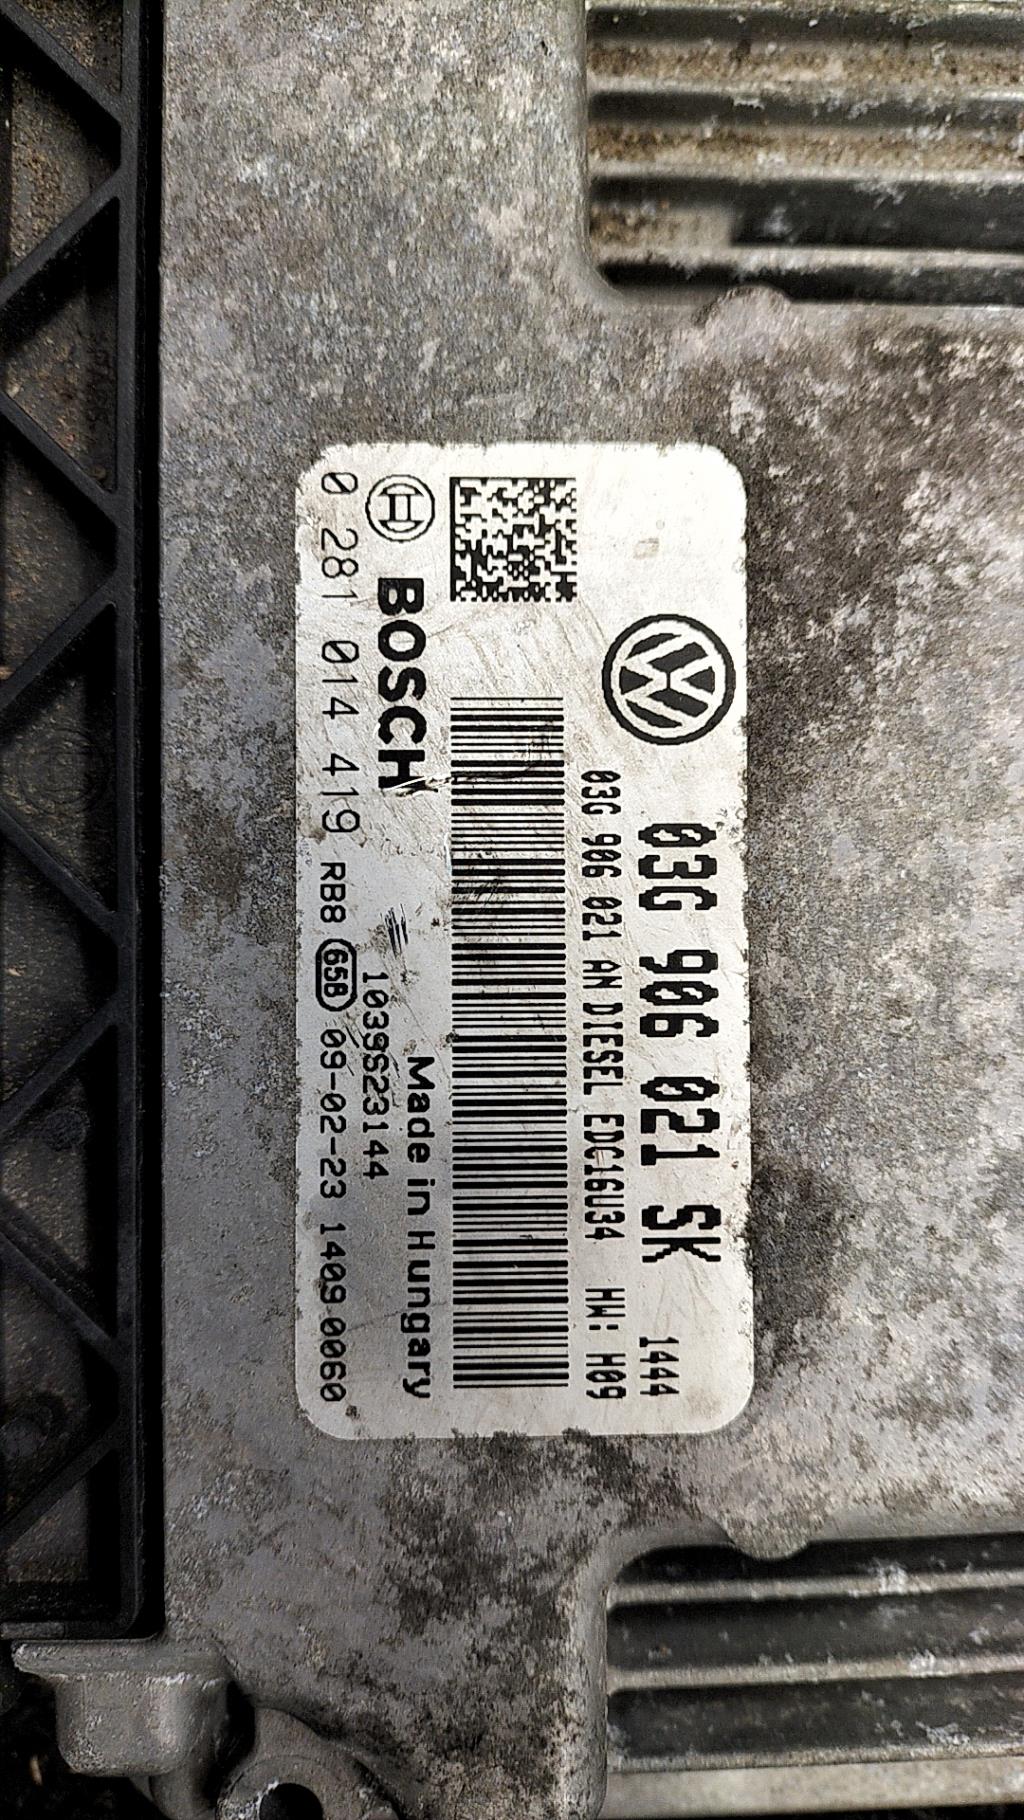 03G 906 021 SK 1444
03G 906 021 AN DIESEL EDC16U34 HW: H09
BOSCH
Made in Hungary
1039S23144
0 281 014 419 RB8 65B 09-02-23 1409 0060